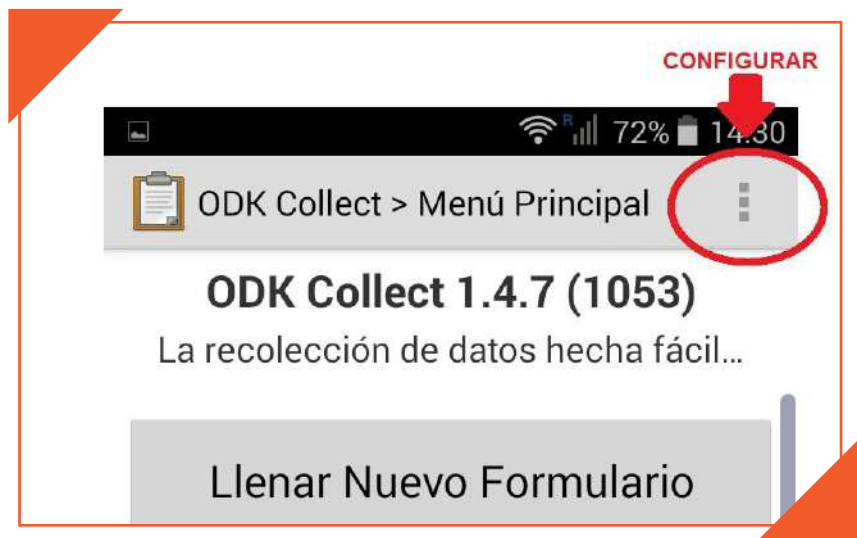 CONFIGURAR
R 72% 14:30
ODK Collect > Menú Principal
ODK Collect 1.4.7 (1053)
La recolección de datos hecha fácil...
Llenar Nuevo Formulario